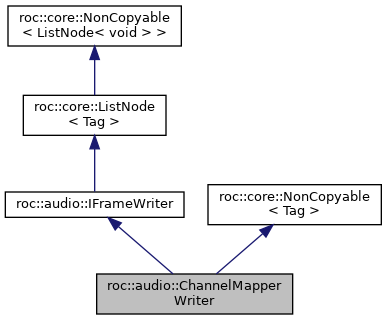 roc::core::NonCopyable
< ListNode< void > >
roc::core::ListNode
< Tag >
roc::audio::IFrameWriter
roc::core::NonCopyable
< Tag >
roc::audio::ChannelMapper
Writer